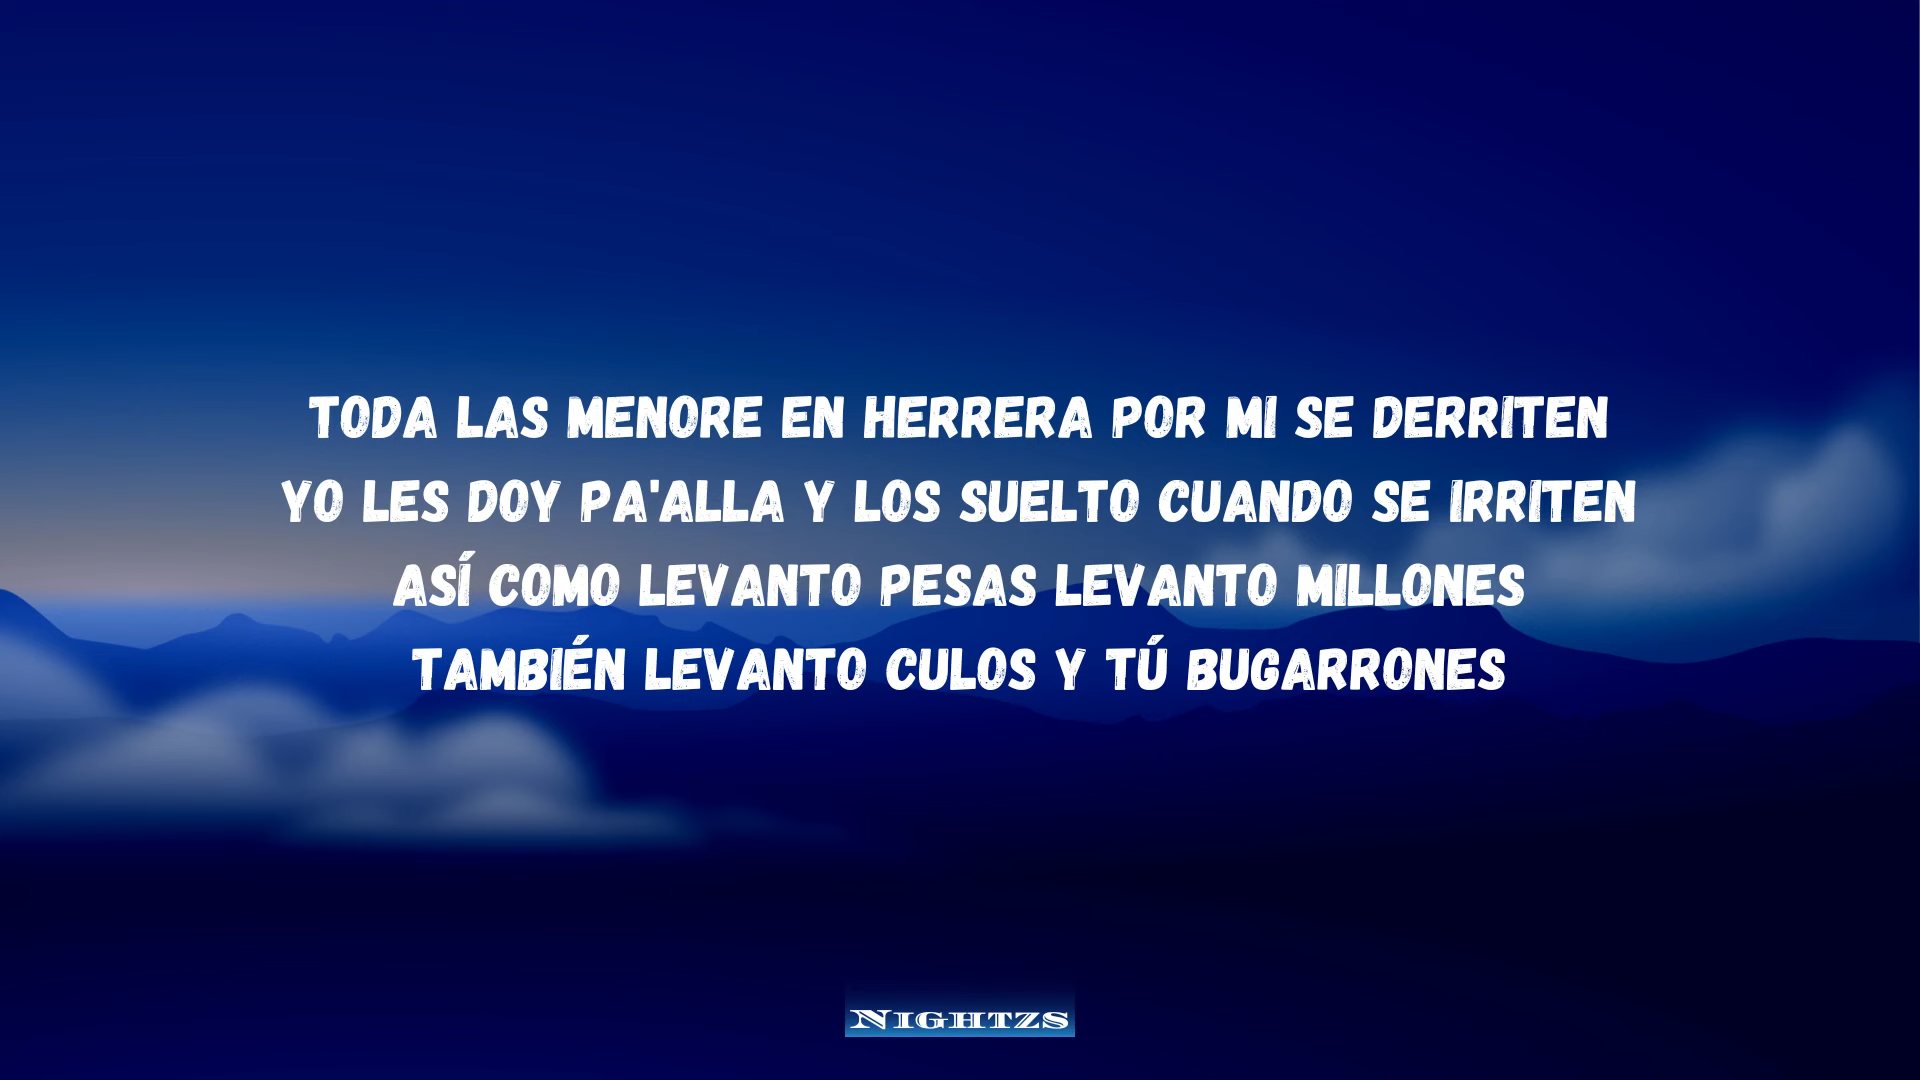 TODA LAS MENORE EN HERRERA POR MI SE DERRITEN
YO LES DOY PA'ALLA Y LOS SUELTO CUANDO SE IRRITEN
ASÍ COMO LEVANTO PESAS LEVANTO MILLONES
TAMBIÉN LEVANTO CULOS Y TÚ BUGARRONES
NIGHTZS